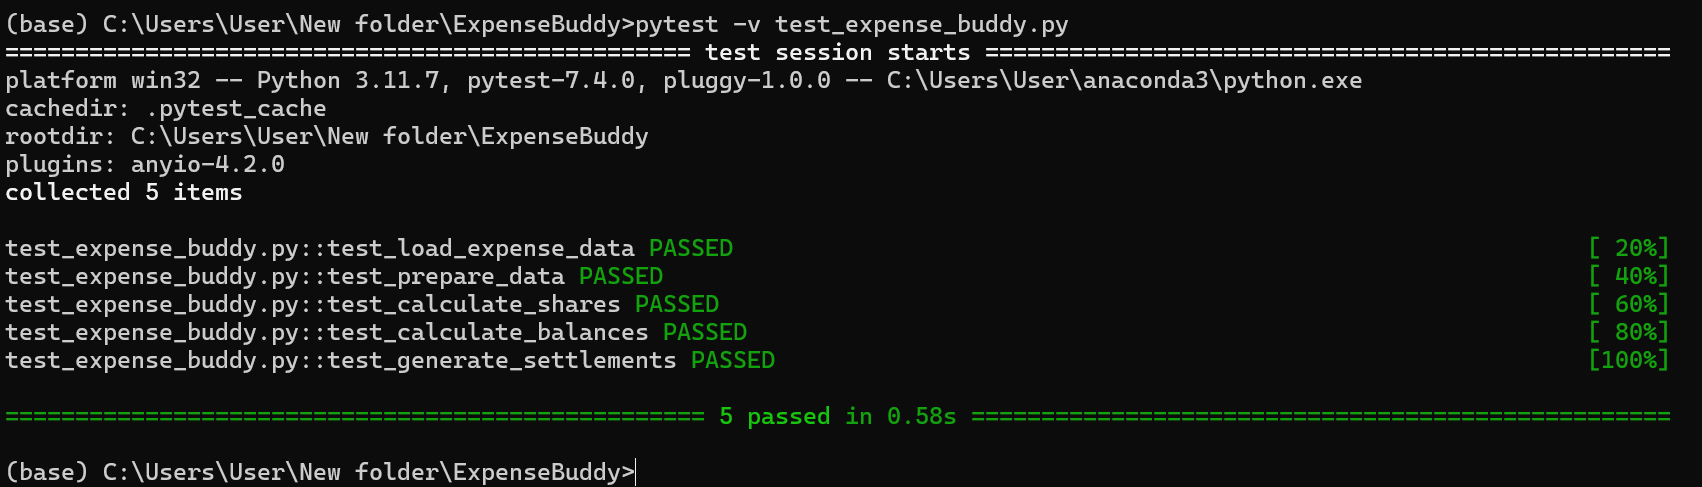 (base) C:\Users\User\New folder\ExpenseBuddy>pytest -v test_expense_buddy.py
================================================= test session starts =================================================
platform win32 -- Python 3.11.7, pytest-7.4.0, pluggy-1.0.0 -- C:\Users\User\anaconda3\python.exe
cachedir: .pytest_cache
rootdir: C:\Users\User\New folder\ExpenseBuddy
plugins: anyio-4.2.0
collected 5 items

test_expense_buddy.py::test_load_expense_data PASSED                                                             [ 20%]
test_expense_buddy.py::test_prepare_data PASSED                                                                  [ 40%]
test_expense_buddy.py::test_calculate_shares PASSED                                                              [ 60%]
test_expense_buddy.py::test_calculate_balances PASSED                                                            [ 80%]
test_expense_buddy.py::test_generate_settlements PASSED                                                          [100%]

================================================== 5 passed in 0.58s ==================================================

(base) C:\Users\User\New folder\ExpenseBuddy>